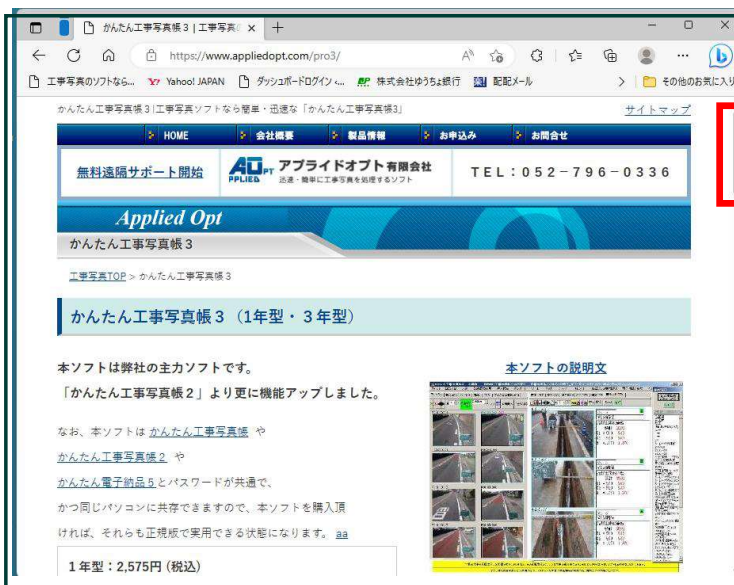 かんたん工事写真帳3 | 工事写真
https://www.appliedopt.com/pro3/
工事写真のソフトなら... Yahoo! JAPAN ダッシュボードログイン‹... 株式会社ゆうちょ銀行 配配メール その他のお気に入り
かんたん工事写真帳3|工事写真ソフトなら簡単・迅速な「かんたん工事写真帳3」 サイトマップ
HOME 会社概要 製品情報 お申込み お問合せ
無料遠隔サポート開始 APPLIED OPT アプライドオプト有限会社 TEL:052-796-0336
迅速・簡単に工事写真を処理するソフト
Applied Opt
かんたん工事写真帳3
工事写真TOP > かんたん工事写真帳3
かんたん工事写真帳3(1年型・3年型)
本ソフトは弊社の主力ソフトです。
「かんたん工事写真帳2」より更に機能アップしました。
なお、本ソフトは かんたん工事写真帳 や
かんたん工事写真帳2 や
かんたん電子納品5とパスワードが共通で、
かつ同じパソコンに共存できますので、本ソフトを購入頂
ければ、それらも正規版で実用できる状態になります。 aa
1年型:2,575円(税込)
本ソフトの説明文